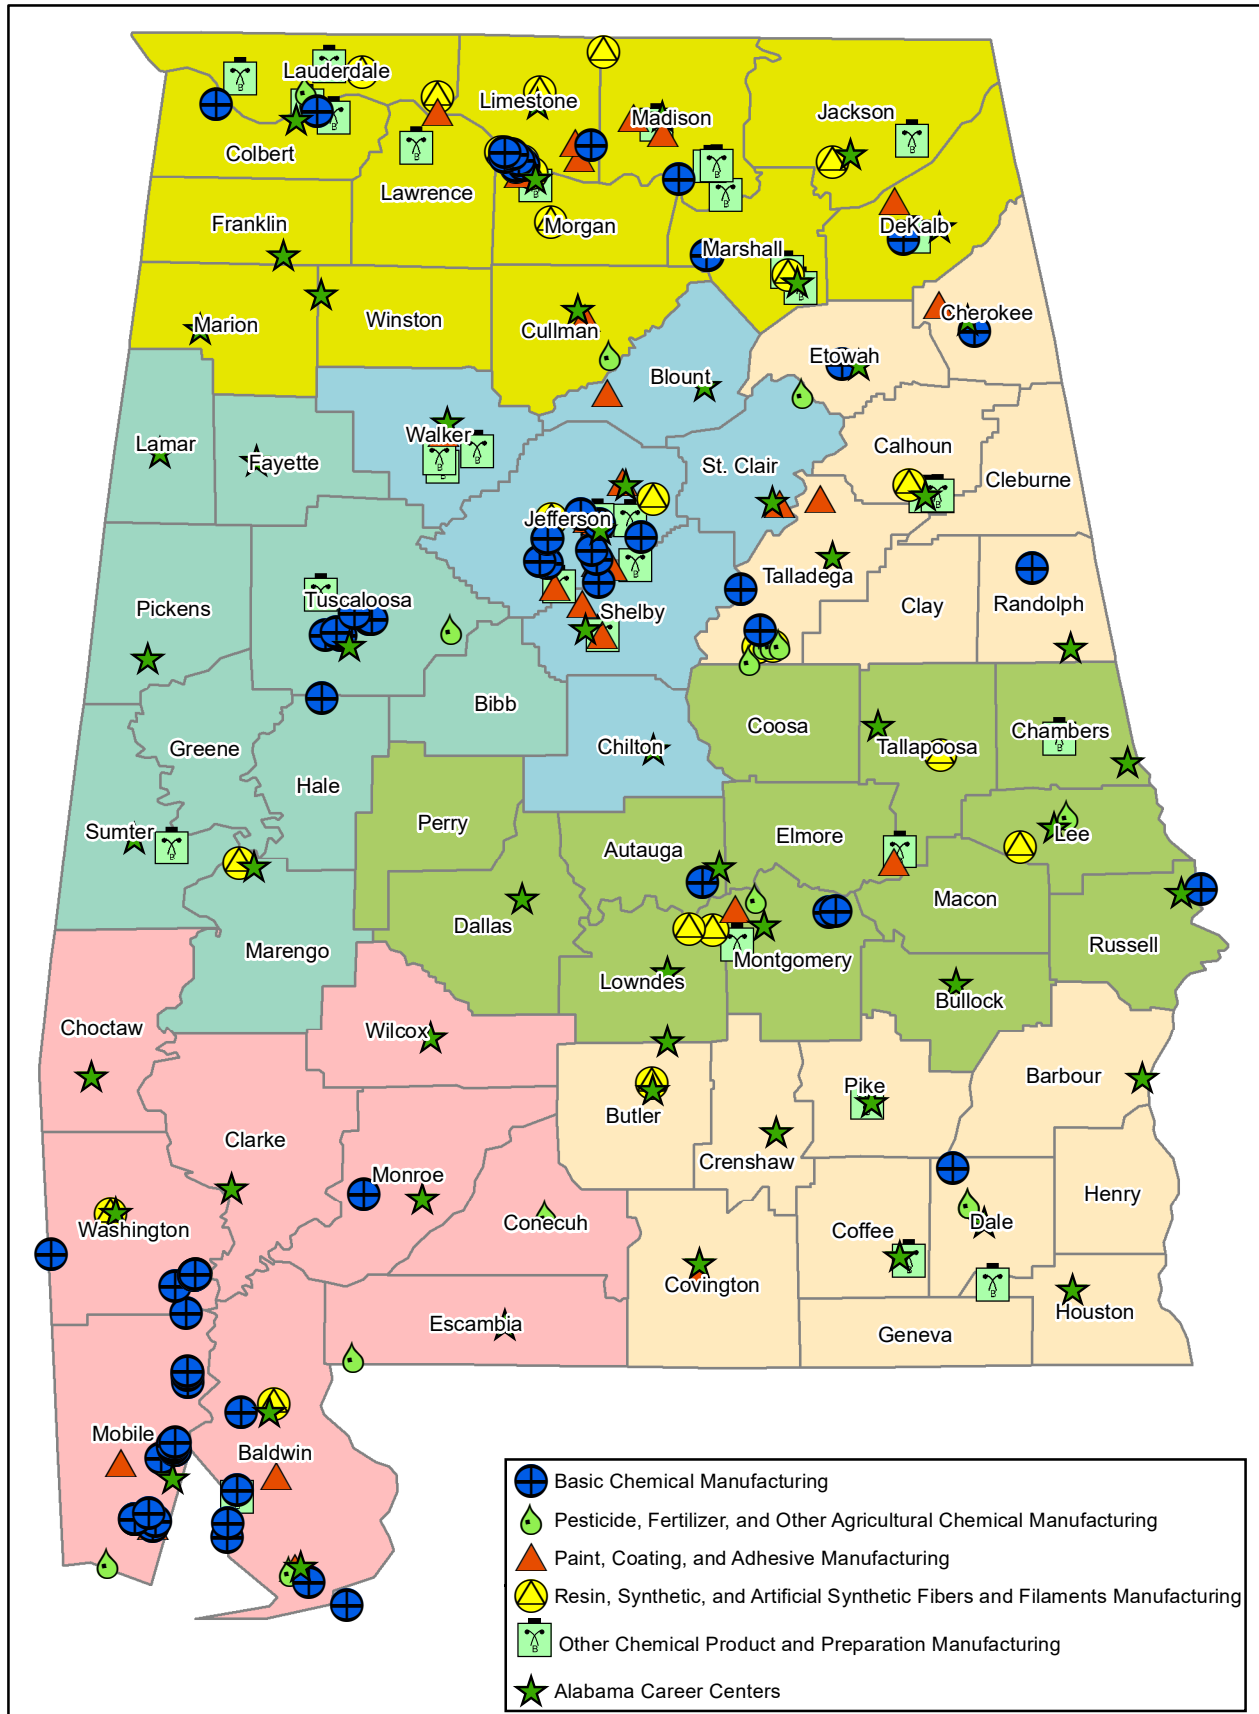 Lauderdale
Limestone
Madison
Jackson
Colbert
Lawrence
Franklin
Morgan
DeKalb
Marshall
Marion
Winston
Cullman
Cherokee
Etowah
Blount
Lamar
Fayette
Walker
St. Clair
Calhoun
Cleburne
Jefferson
Talladega
Pickens
Tuscaloosa
Shelby
Clay
Randolph
Bibb
Greene
Chilton
Coosa
Tallapoosa
Chambers
Hale
Sumter
Perry
Autauga
Elmore
Lee
Macon
Dallas
Marengo
Montgomery
Russell
Lowndes
Bullock
Choctaw
Wilcox
Butler
Pike
Barbour
Clarke
Crenshaw
Monroe
Henry
Washington
Conecuh
Coffee
Dale
Covington
Escambia
Houston
Geneva
Mobile
Baldwin
Basic Chemical Manufacturing
Pesticide, Fertilizer, and Other Agricultural Chemical Manufacturing
Paint, Coating, and Adhesive Manufacturing
Resin, Synthetic, and Artificial Synthetic Fibers and Filaments Manufacturing
Other Chemical Product and Preparation Manufacturing
Alabama Career Centers